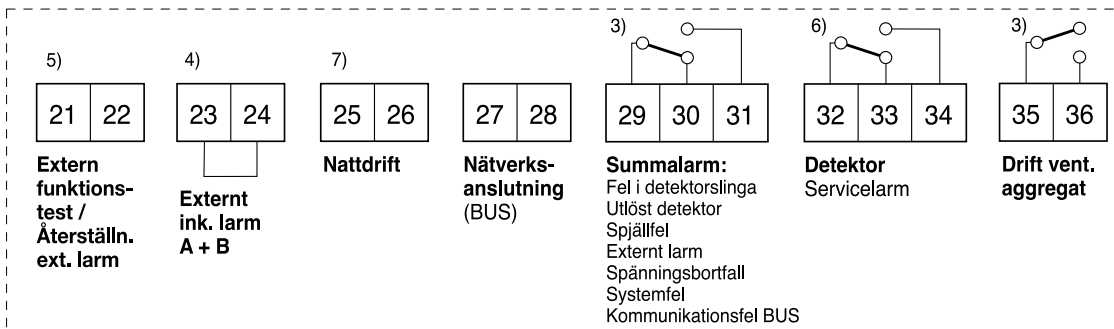 5)
4)
7)
3)
6)
3)
21 22
23 24
25 26
27 28
29 30 31
32 33 34
35 36
Extern
funktions-
test /
Återställn.
ext. larm
Externt
ink. larm
A + B
Nattdrift
Nätverks-
anslutning
(BUS)
Summalarm:
Fel i detektorslinga
Utlöst detektor
Spjällfel
Externt larm
Spänningsbortfall
Systemfel
Kommunikationsfel BUS
Detektor
Servicelarm
Drift vent.
aggregat